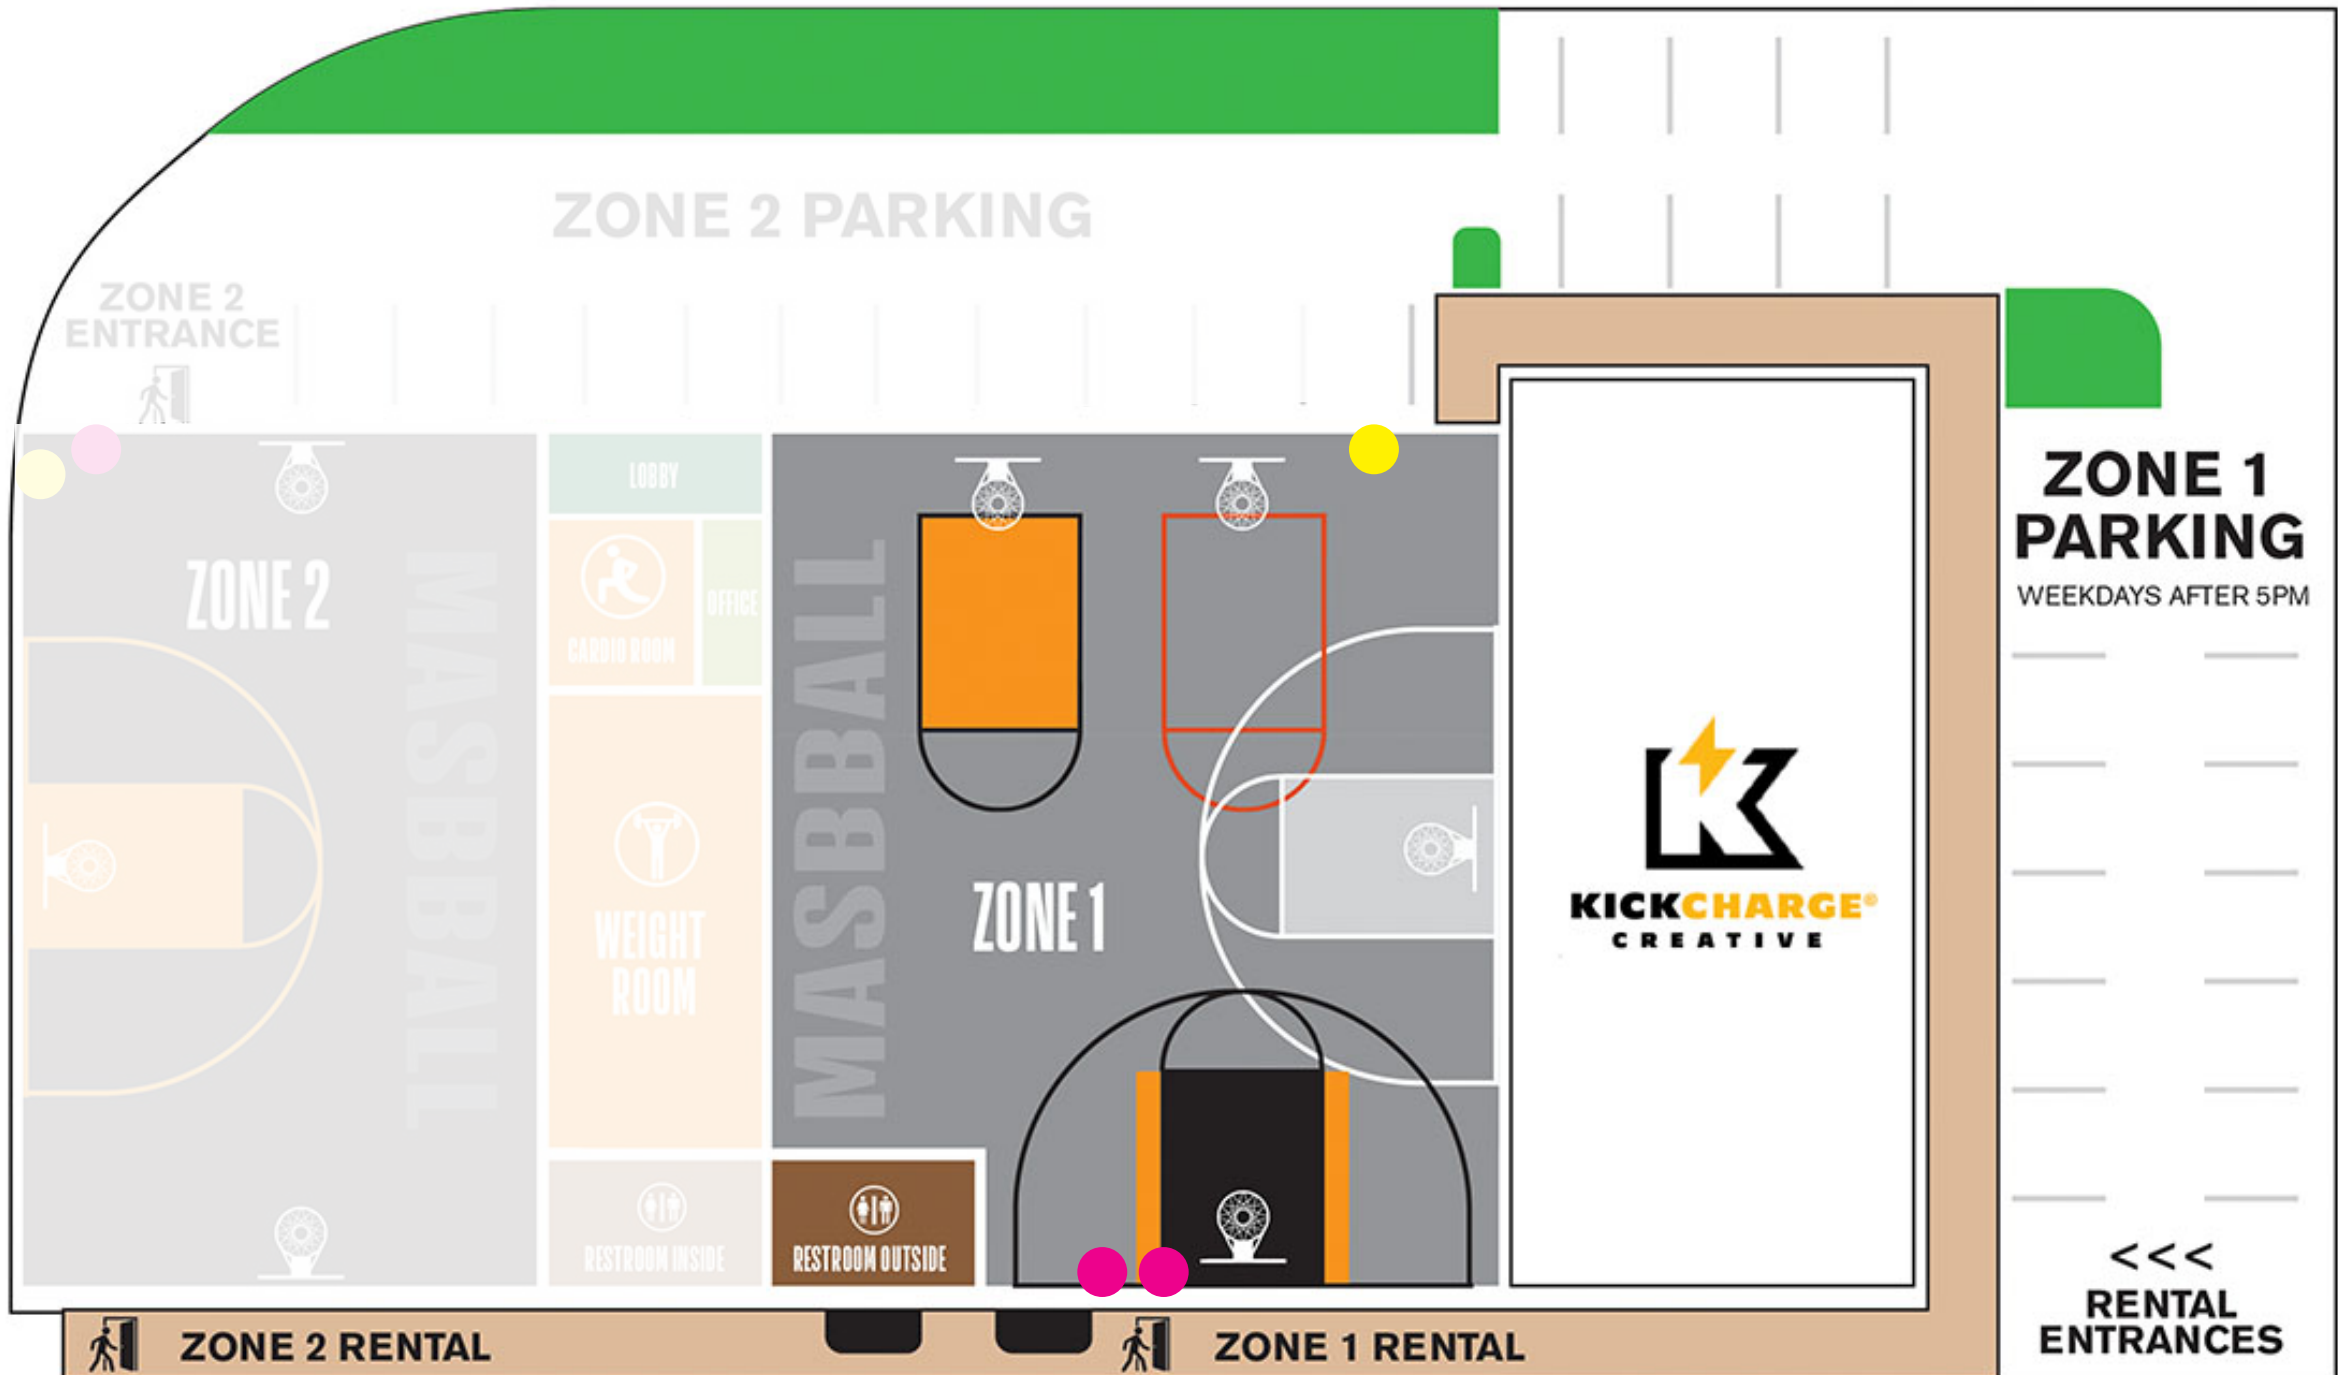 ZONE 2 PARKING
ZONE 2
ENTRANCE
ZONE 2
MASBBALL
LOBBY
CARDIO ROOM
OFFICE
WEIGHT
ROOM
RESTROOM INSIDE
MASBBALL
ZONE 1
RESTROOM OUTSIDE
KICKCHARGE®
CREATIVE
ZONE 1
PARKING
WEEKDAYS AFTER 5PM
<<<
RENTAL
ENTRANCES
ZONE 2 RENTAL
ZONE 1 RENTAL